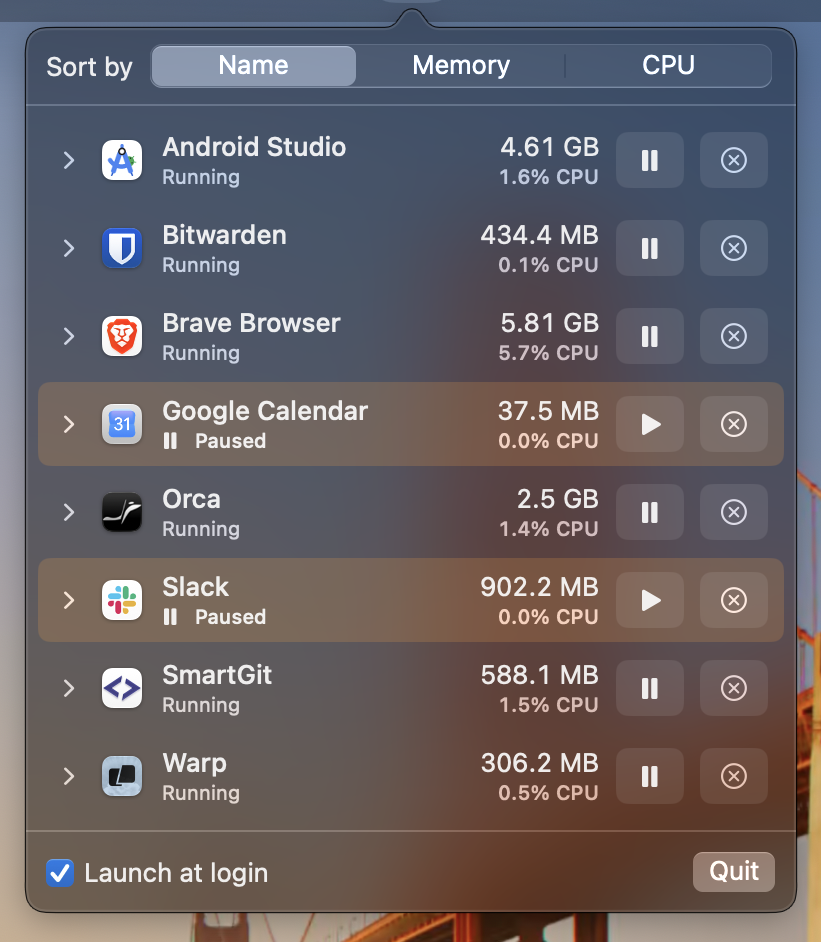 Sort by Name Memory CPU
Android Studio 4.61 GB
Running 1.6% CPU
Bitwarden 434.4 MB
Running 0.1% CPU
Brave Browser 5.81 GB
Running 5.7% CPU
31 Google Calendar 37.5 MB
Paused 0.0% CPU
Orca 2.5 GB
Running 1.4% CPU
Slack 902.2 MB
Paused 0.0% CPU
SmartGit 588.1 MB
Running 1.5% CPU
Warp 306.2 MB
Running 0.5% CPU
Launch at login Quit